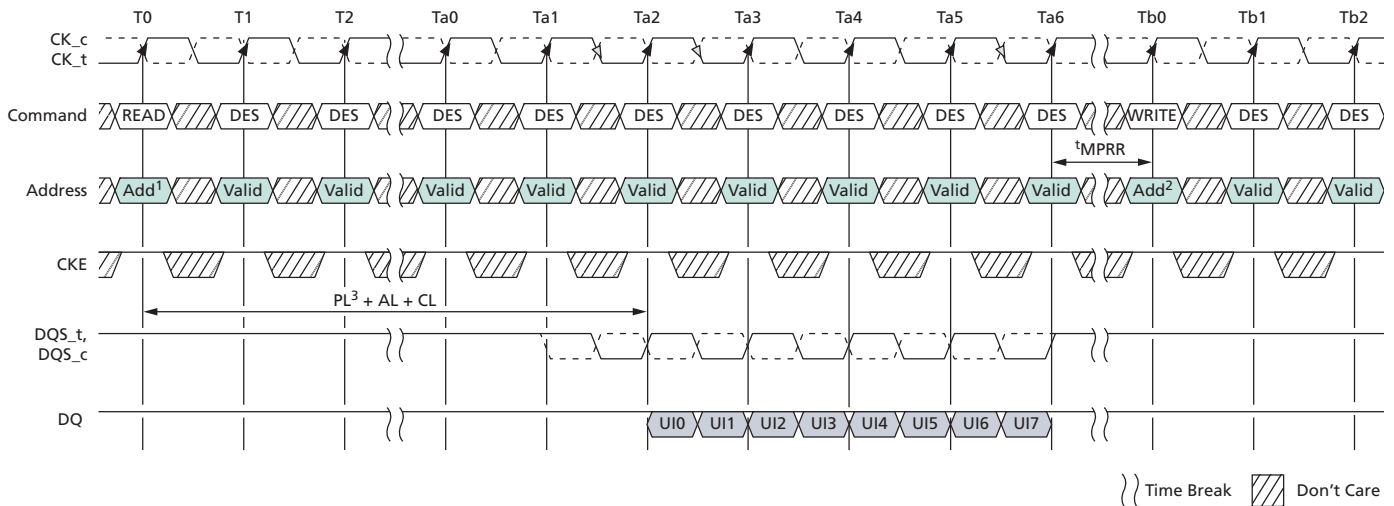 T0 T1 T2 Ta0 Ta1 Ta2 Ta3 Ta4 Ta5 Ta6 Tb0 Tb1 Tb2
CK_c
CK_t
Command READ DES DES DES DES DES DES DES DES DES WRITE DES DES
tMPRR
Address Add1 Valid Valid Valid Valid Valid Valid Valid Valid Valid Add2 Valid Valid
CKE
PL3 + AL + CL
DQS_t,
DQS_c
DQ UI0 UI1 UI2 UI3 UI4 UI5 UI6 UI7
Time Break Don't Care